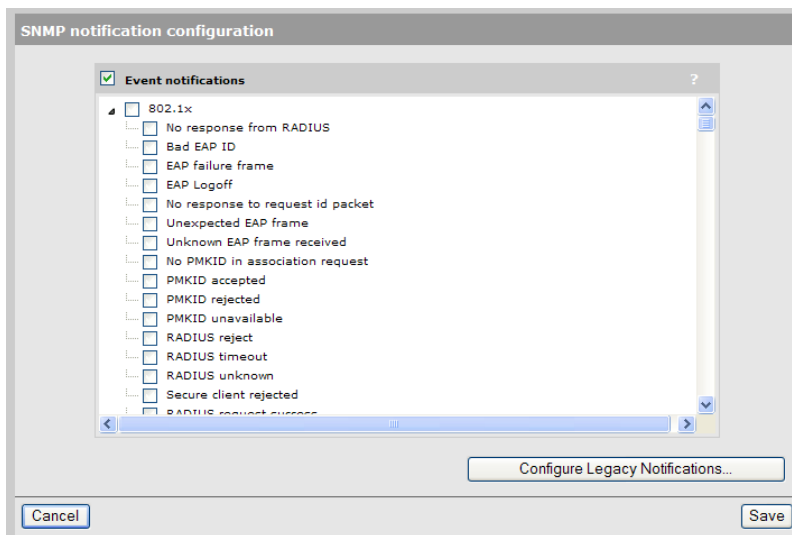 SNMP notification configuration
Event notifications ?
802.1x
No response from RADIUS
Bad EAP ID
EAP failure frame
EAP Logoff
No response to request id packet
Unexpected EAP frame
Unknown EAP frame received
No PMKID in association request
PMKID accepted
PMKID rejected
PMKID unavailable
RADIUS reject
RADIUS timeout
RADIUS unknown
Secure client rejected
RADIUS request success
Configure Legacy Notifications...
Cancel Save